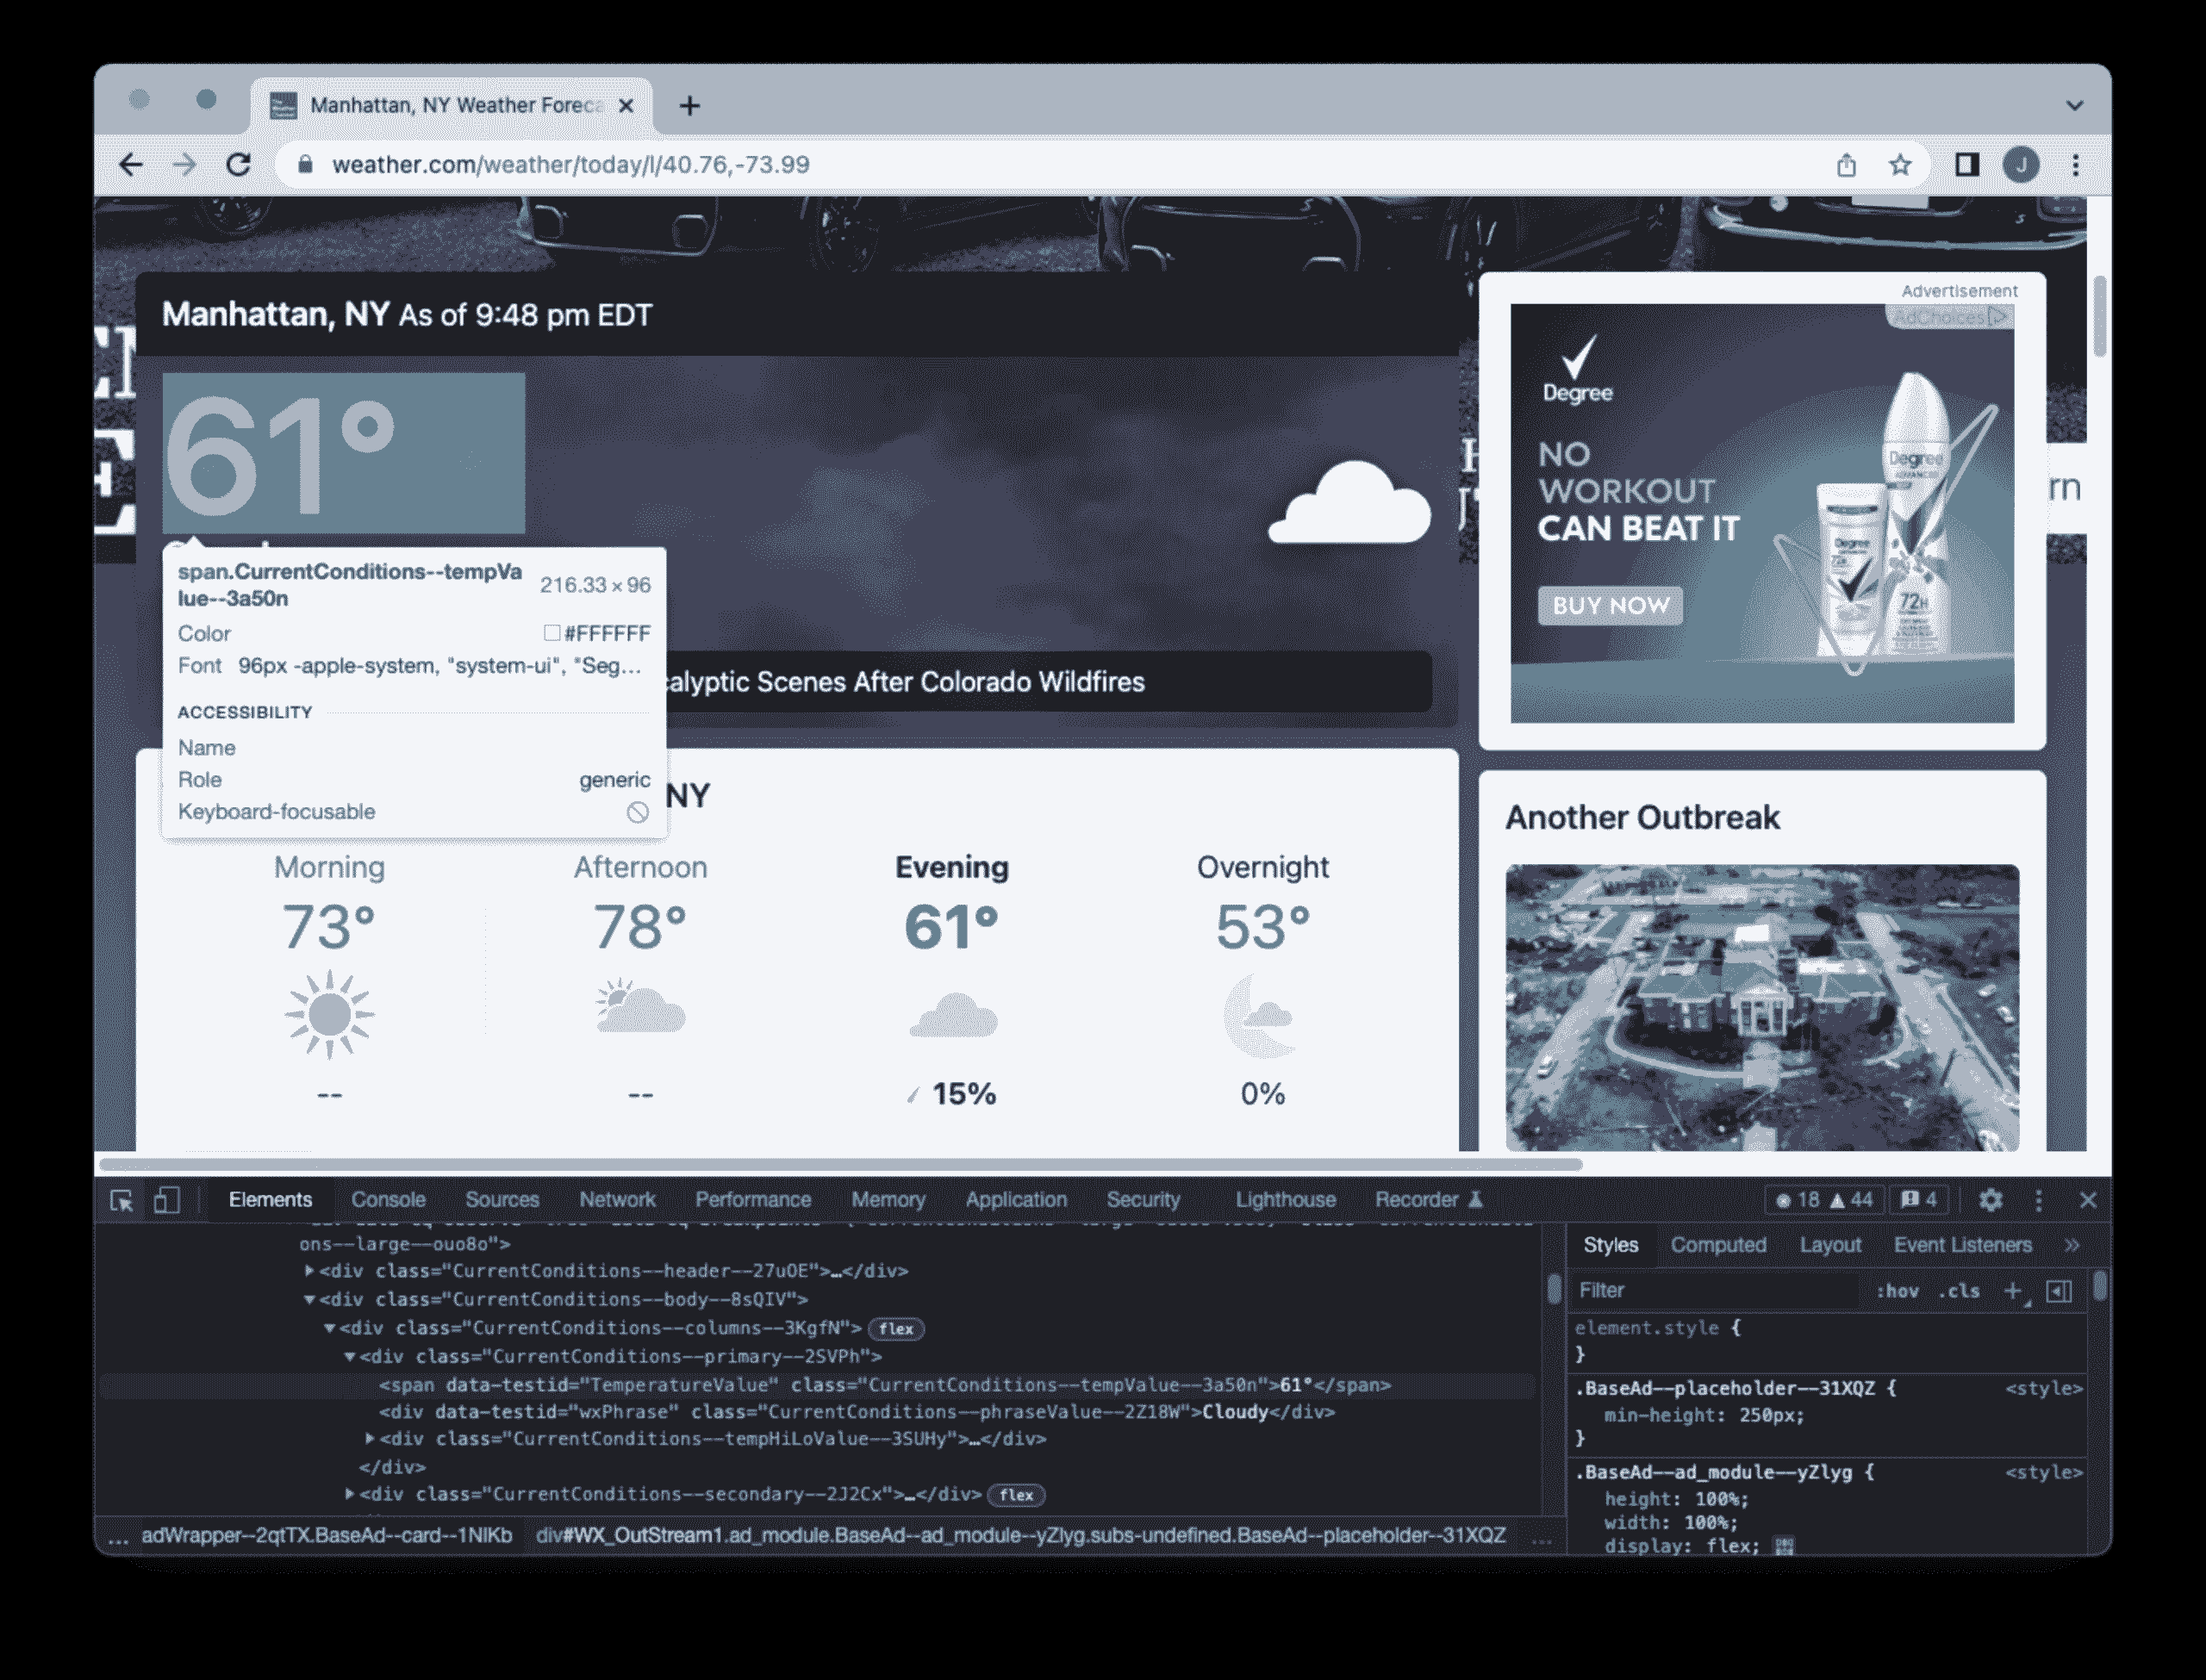 Manhattan, NY Weather Foreca
weather.com/weather/today/l/40.76,-73.99
J
Manhattan, NY As of 9:48 pm EDT
61°
span.CurrentConditions--tempVa
lue--3a50n
216.33 × 96
Color
#FFFFFF
Font 96px -apple-system, "system-ui", "Seg...
ACCESSIBILITY
Name
Role
generic
Keyboard-focusable
calyptic Scenes After Colorado Wildfires
NY
Morning
73°
--
Afternoon
78°
--
Evening
61°
15%
Overnight
53°
0%
Advertisement
AdChoices
Degree
NO
WORKOUT
CAN BEAT IT
BUY NOW
Degree
Degree
72H
rn
Another Outbreak
Elements Console Sources Network Performance Memory Application Security Lighthouse Recorder
18 44 4
ons--large--ouo8o">
<div class="CurrentConditions--header--27uOE">…</div>
<div class="CurrentConditions--body--8sQIV">
<div class="CurrentConditions--columns--3KgfN"> flex
<div class="CurrentConditions--primary--2SVPh">
<span data-testid="TemperatureValue" class="CurrentConditions--tempValue--3a50n">61°</span>
<div data-testid="wxPhrase" class="CurrentConditions--phraseValue--2Z18W">Cloudy</div>
<div class="CurrentConditions--tempHiLoValue--3SUHy">…</div>
</div>
<div class="CurrentConditions--secondary--2J2Cx">…</div> flex
... adWrapper--2qtTX.BaseAd--card--1NlKb div#WX_OutStream1.ad_module.BaseAd--ad_module--yZlyg.subs-undefined.BaseAd--placeholder--31XQZ ...
Styles Computed Layout Event Listeners »
Filter :hov .cls +
element.style {
}
.BaseAd--placeholder--31XQZ { <style>
min-height: 250px;
}
.BaseAd--ad_module--yZlyg { <style>
height: 100%;
width: 100%;
display: flex;